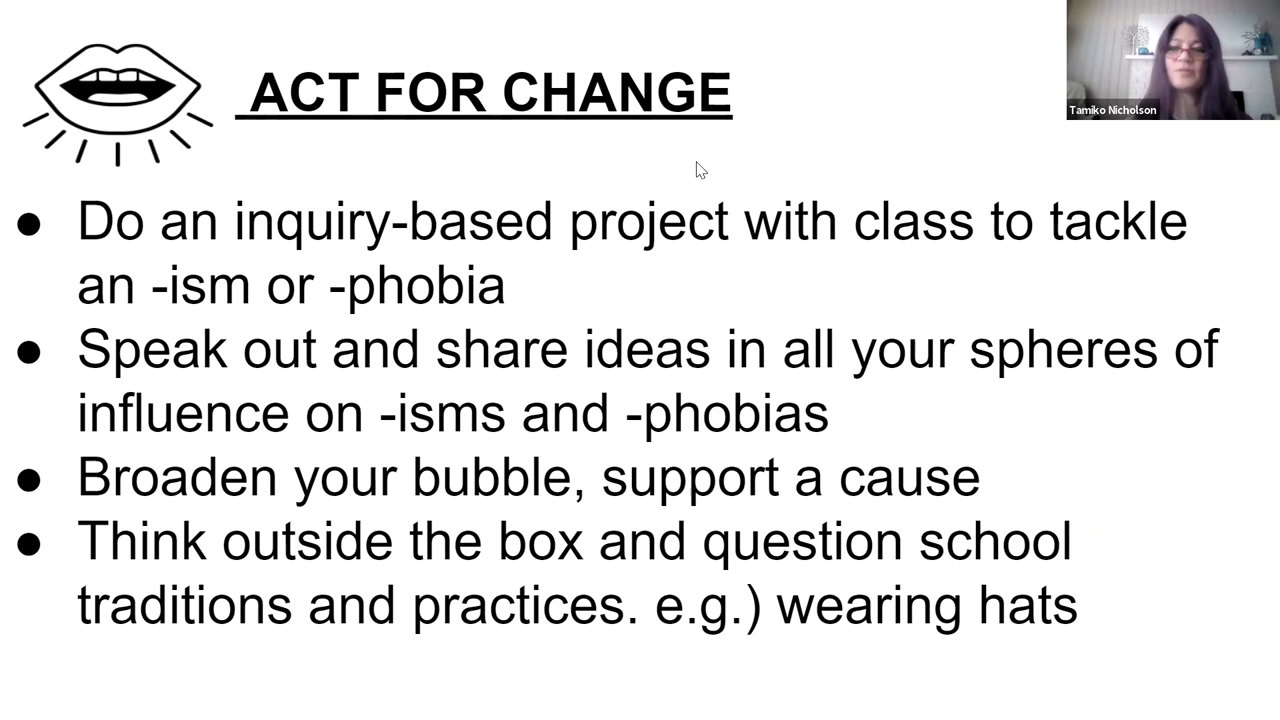 ACT FOR CHANGE
Tamiko Nicholson
● Do an inquiry-based project with class to tackle
an -ism or -phobia
● Speak out and share ideas in all your spheres of
influence on -isms and -phobias
● Broaden your bubble, support a cause
● Think outside the box and question school
traditions and practices. e.g.) wearing hats